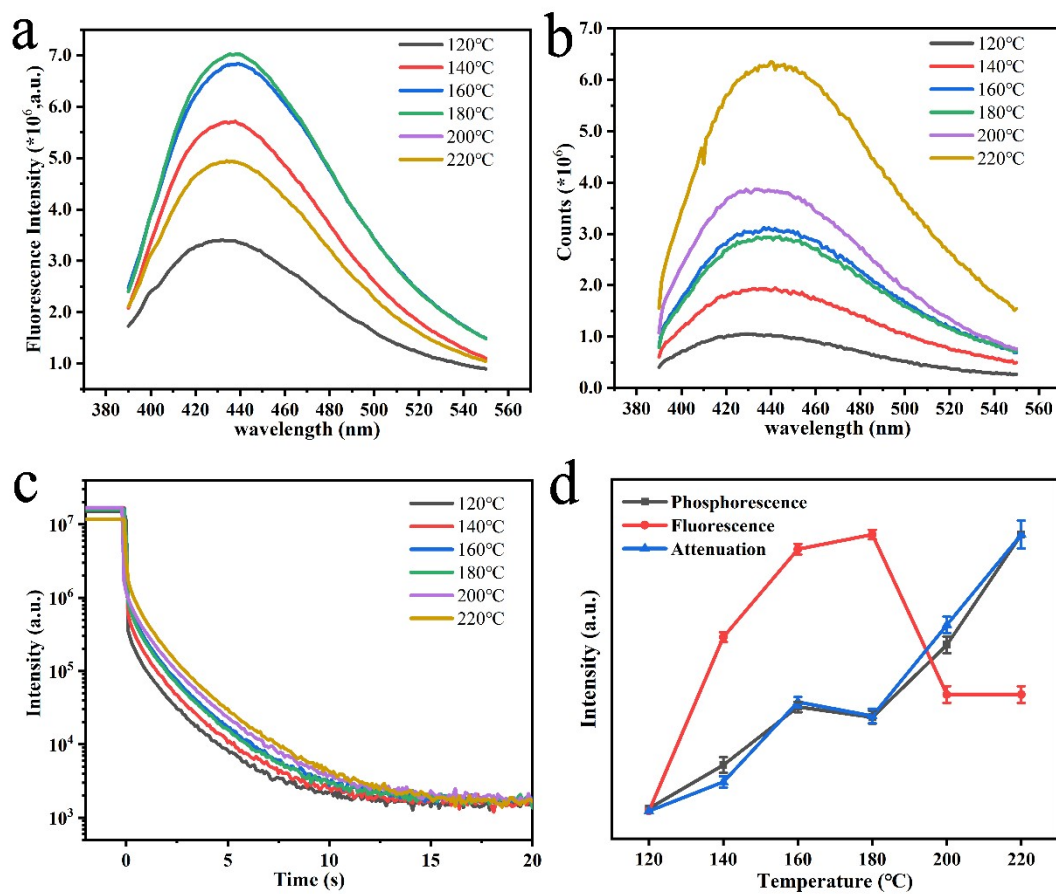 a
Fluorescence Intensity (*10⁶,a.u.)
7.0
6.0
5.0
4.0
3.0
2.0
1.0
120℃
140℃
160℃
180℃
200℃
220℃
380 400 420 440 460 480 500 520 540 560
wavelength (nm)
b
Counts (*10⁶)
7.0
6.0
5.0
4.0
3.0
2.0
1.0
0.0
120℃
140℃
160℃
180℃
200℃
220℃
380 400 420 440 460 480 500 520 540 560
wavelength (nm)
c
Intensity (a.u.)
10⁷
10⁶
10⁵
10⁴
10³
120℃
140℃
160℃
180℃
200℃
220℃
0 5 10 15 20
Time (s)
d
Intensity (a.u.)
Phosphorescence
Fluorescence
Attenuation
120 140 160 180 200 220
Temperature (℃)